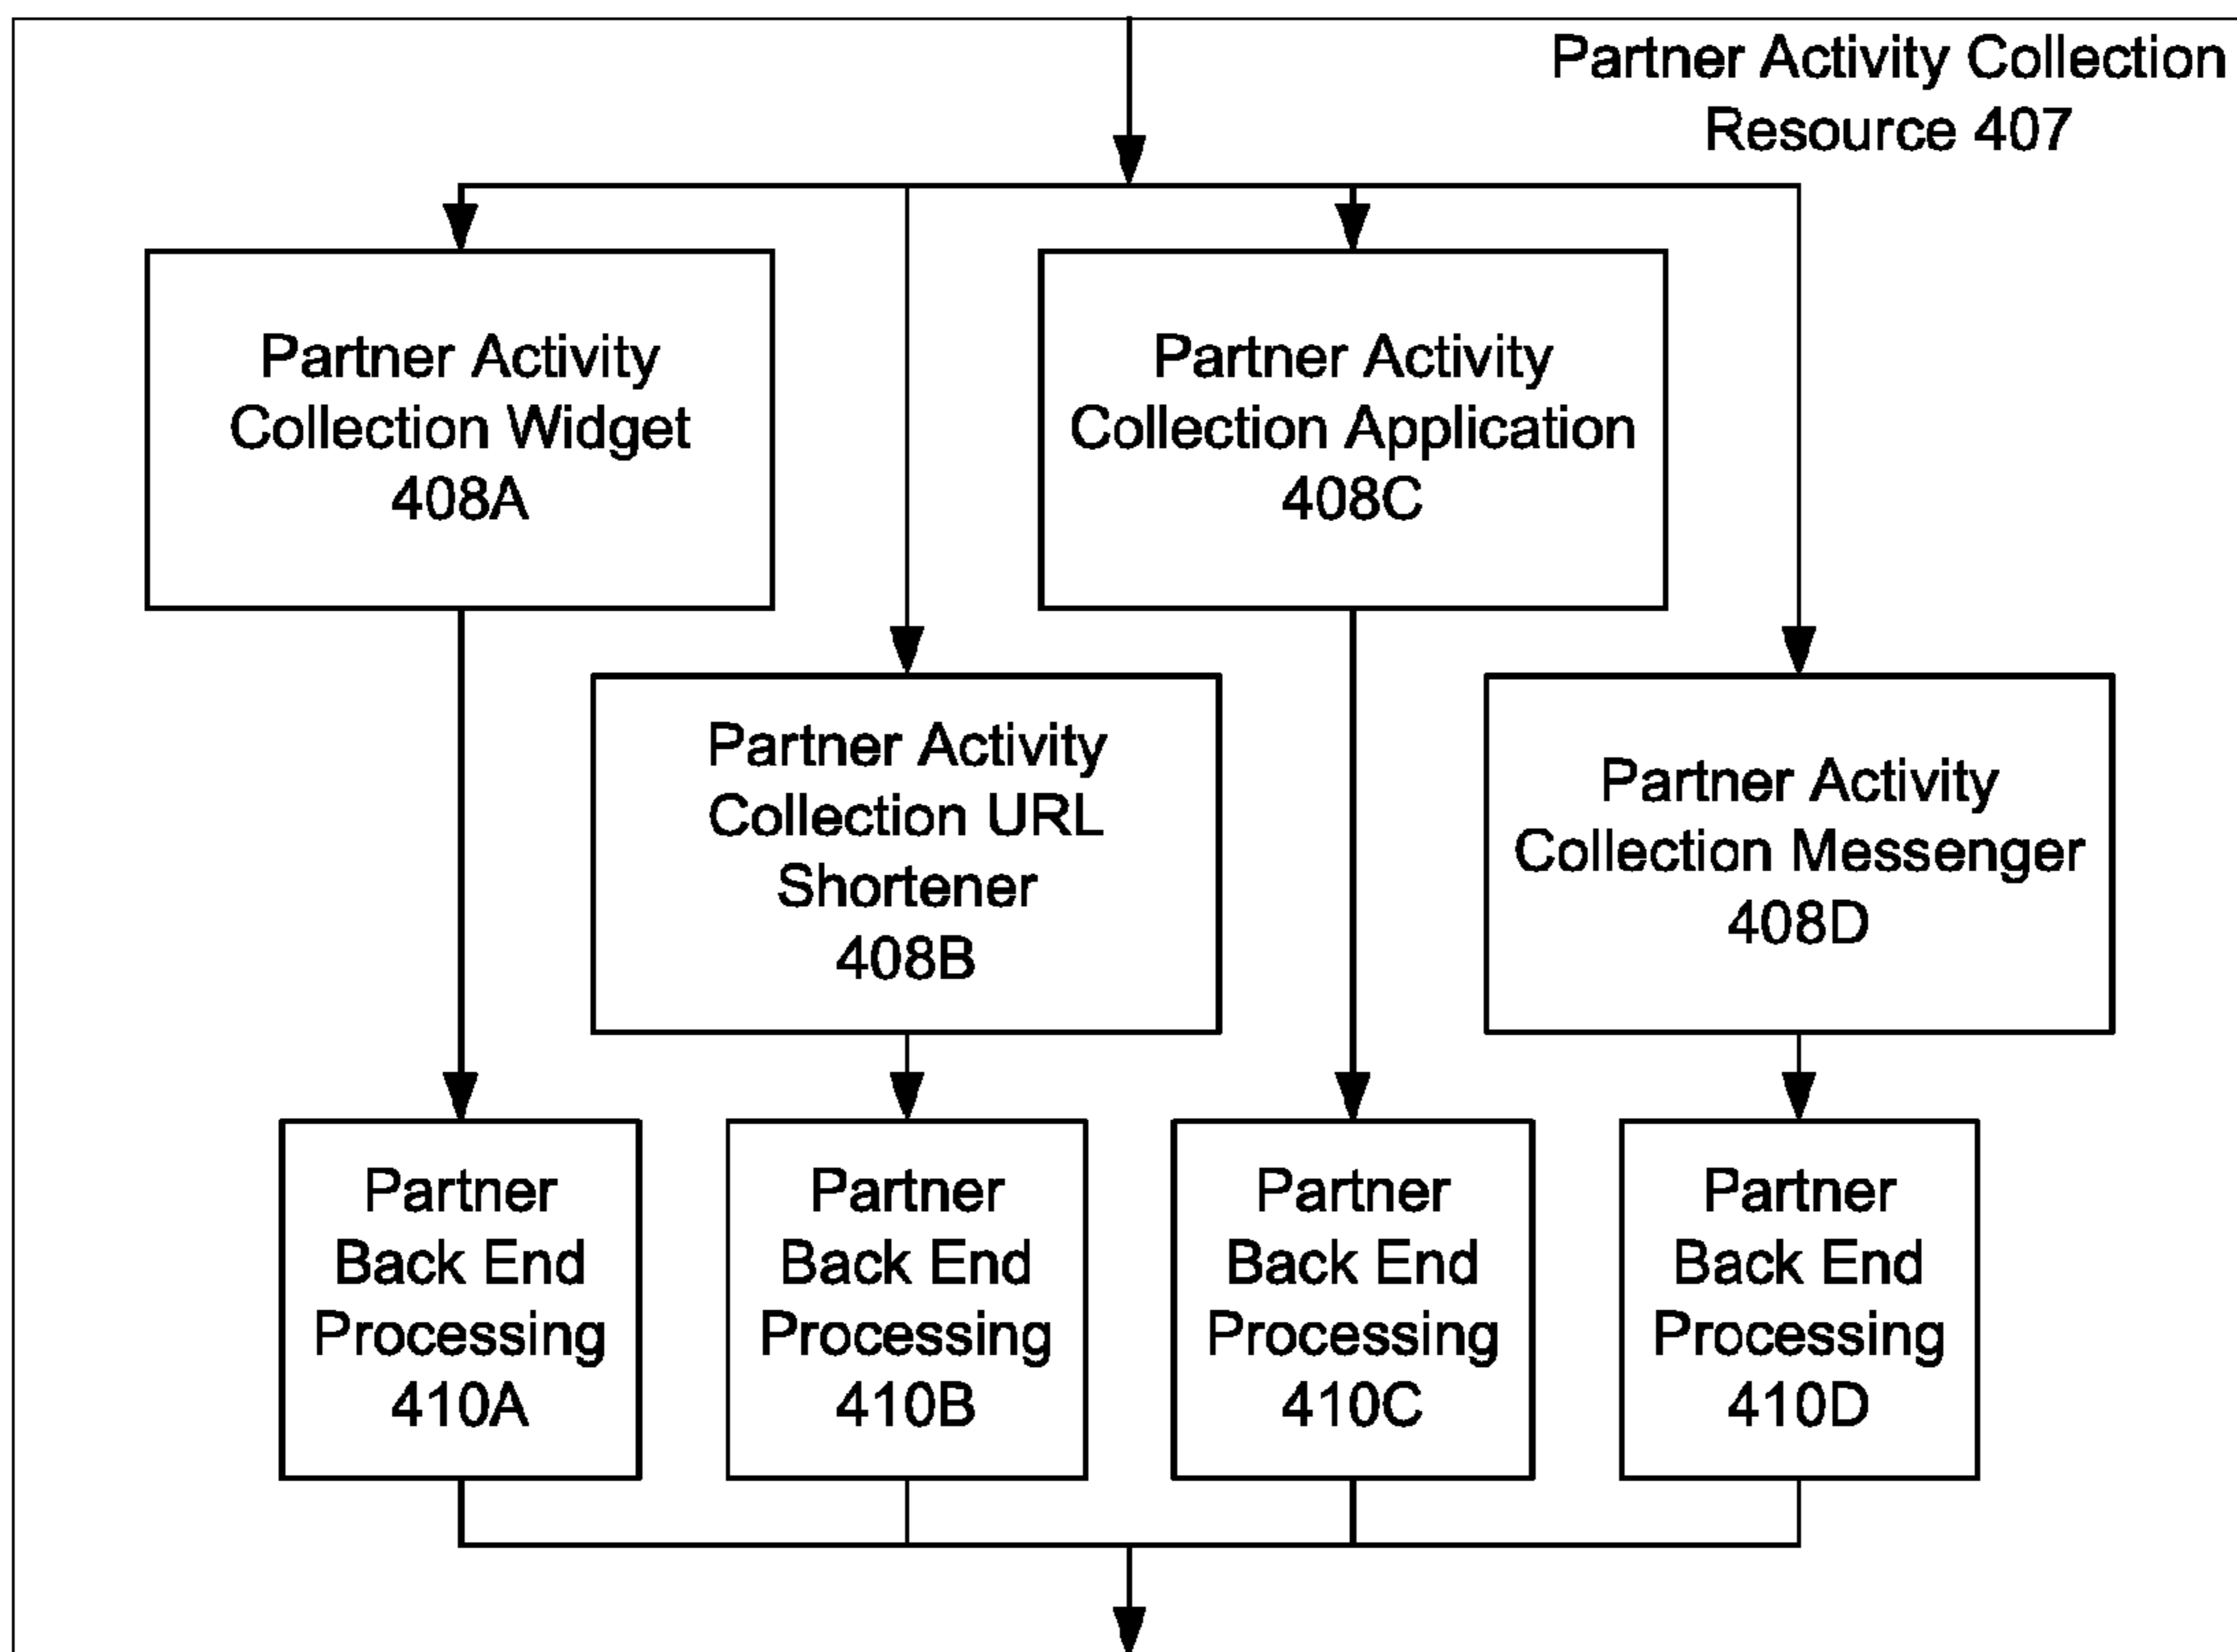 Partner Activity Collection
Resource 407
Partner Activity
Collection Widget
408A
Partner Activity
Collection Application
408C
Partner Activity
Collection URL
Shortener
408B
Partner Activity
Collection Messenger
408D
Partner
Back End
Processing
410A
Partner
Back End
Processing
410B
Partner
Back End
Processing
410C
Partner
Back End
Processing
410D